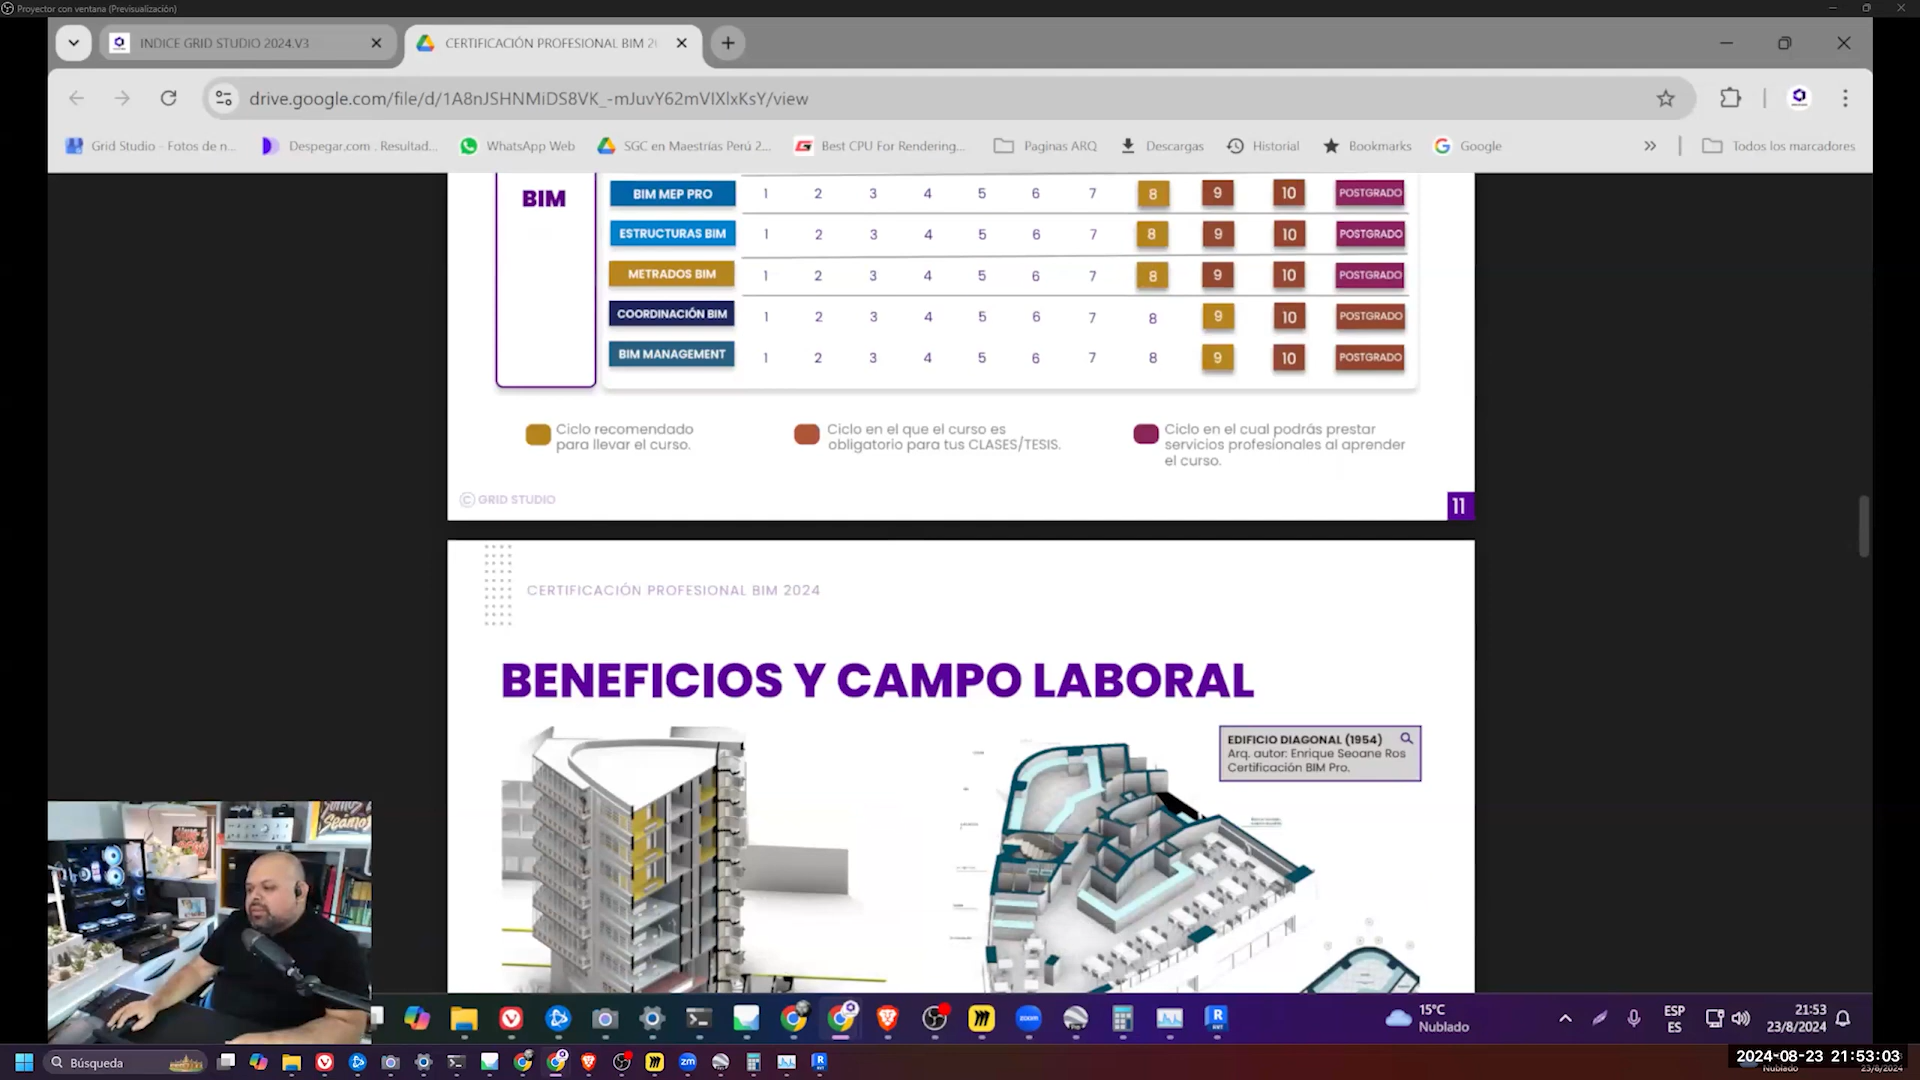 Proyector con ventana (Previsualización)
INDICE GRID STUDIO 2024.V3
CERTIFICACIÓN PROFESIONAL BIM 2
drive.google.com/file/d/1A8nJSHNMiDS8VK_-mJuvY62mVIXlxKsY/view
Grid Studio - Fotos de n...
Despegar.com . Resultad...
WhatsApp Web
SGC en Maestrías Perú 2...
Best CPU For Rendering...
Paginas ARQ
Descargas
Historial
Bookmarks
Google
Todos los marcadores
BIM
BIM MEP PRO 1 2 3 4 5 6 7 8 9 10 POSTGRADO
ESTRUCTURAS BIM 1 2 3 4 5 6 7 8 9 10 POSTGRADO
METRADOS BIM 1 2 3 4 5 6 7 8 9 10 POSTGRADO
COORDINACIÓN BIM 1 2 3 4 5 6 7 8 9 10 POSTGRADO
BIM MANAGEMENT 1 2 3 4 5 6 7 8 9 10 POSTGRADO
Ciclo recomendado
para llevar el curso.
Ciclo en el que el curso es
obligatorio para tus CLASES/TESIS.
Ciclo en el cual podrás prestar
servicios profesionales al aprender
el curso.
© GRID STUDIO
11
CERTIFICACIÓN PROFESIONAL BIM 2024
BENEFICIOS Y CAMPO LABORAL
EDIFICIO DIAGONAL (1954)
Arq. autor: Enrique Seoane Ros
Certificación BIM Pro.
15°C
Nublado
ESP
ES
21:53
23/8/2024
Búsqueda
2024-08-23 21:53:03
Nublado
23/8/2024